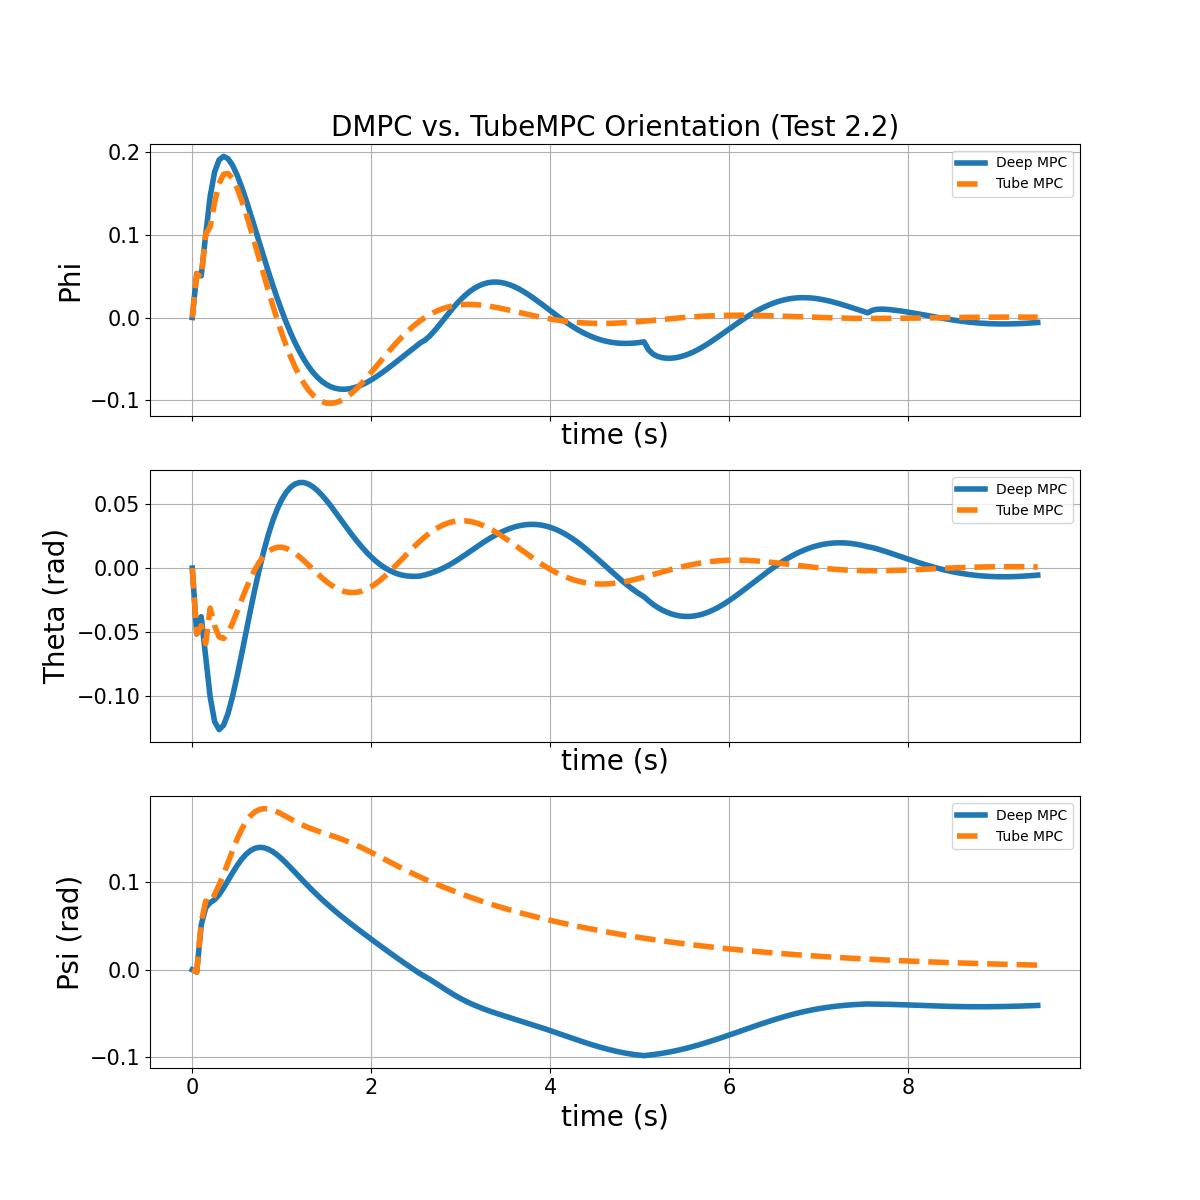 DMPC vs. TubeMPC Orientation (Test 2.2)
0.2
0.1
0.0
−0.1
Phi
Deep MPC
Tube MPC
time (s)
0.05
0.00
−0.05
−0.10
Theta (rad)
Deep MPC
Tube MPC
time (s)
0.1
0.0
−0.1
Psi (rad)
Deep MPC
Tube MPC
0 2 4 6 8
time (s)